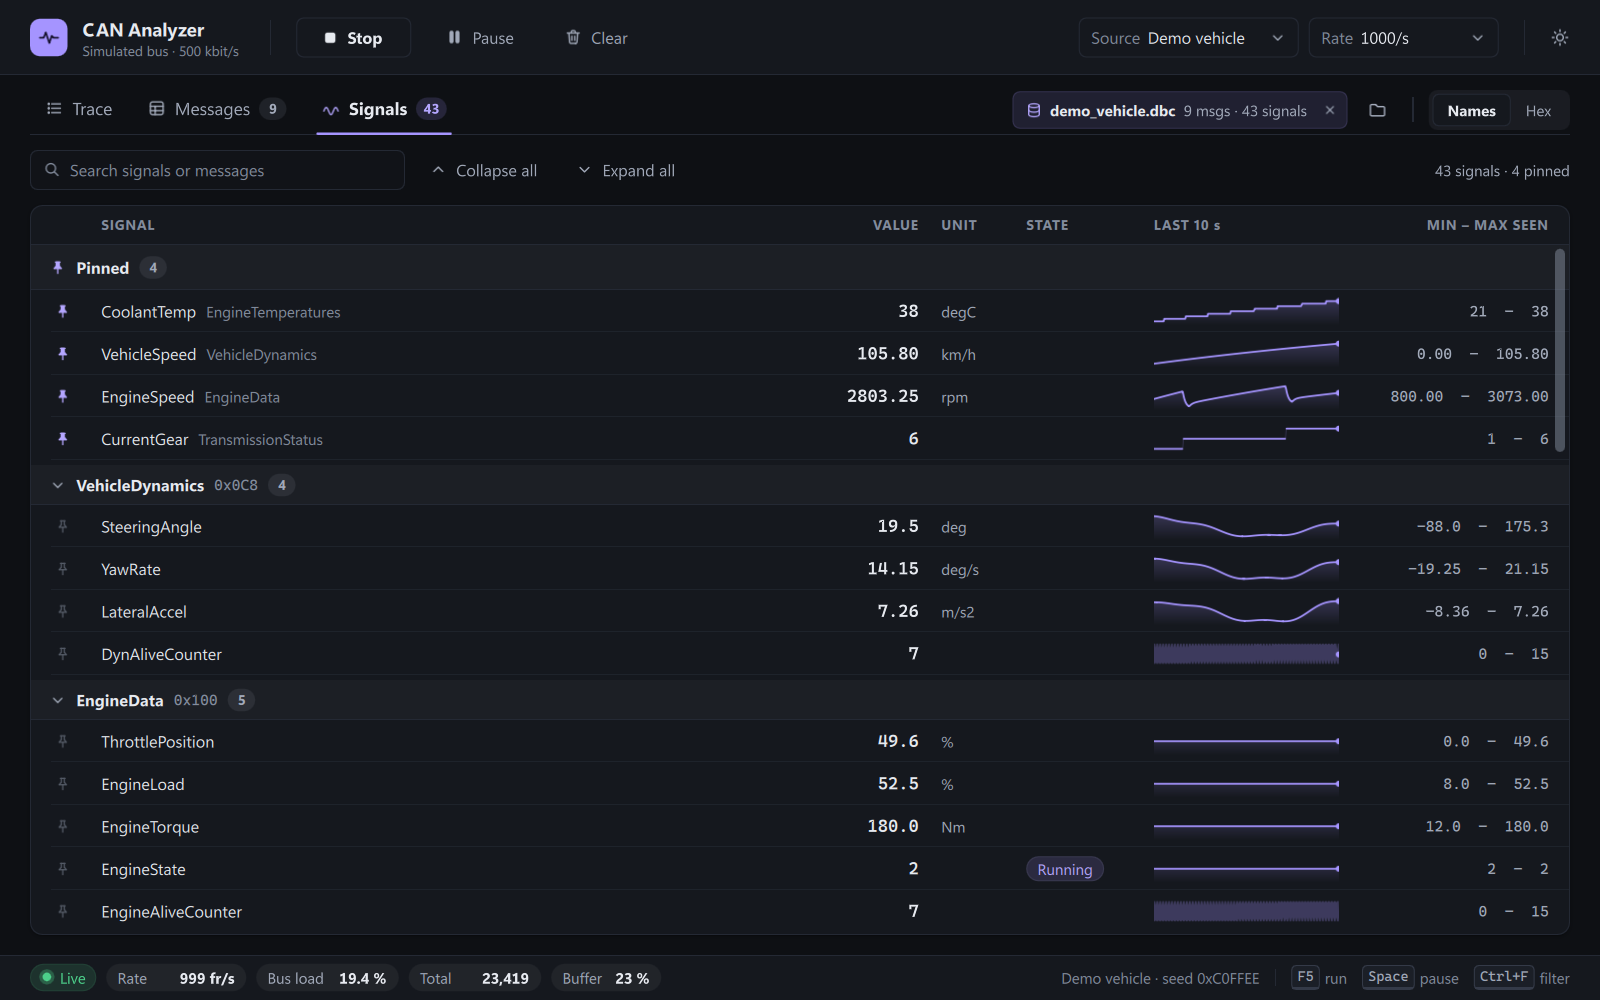 CAN Analyzer
Simulated bus · 500 kbit/s
Stop
Pause
Clear
Source Demo vehicle
Rate 1000/s
Trace
Messages 9
Signals 43
demo_vehicle.dbc 9 msgs · 43 signals
Names
Hex
Search signals or messages
Collapse all
Expand all
43 signals · 4 pinned
SIGNAL VALUE UNIT STATE LAST 10 s MIN – MAX SEEN
Pinned 4
CoolantTemp EngineTemperatures 38 degC 21 – 38
VehicleSpeed VehicleDynamics 105.80 km/h 0.00 – 105.80
EngineSpeed EngineData 2803.25 rpm 800.00 – 3073.00
CurrentGear TransmissionStatus 6 1 – 6
VehicleDynamics 0x0C8 4
SteeringAngle 19.5 deg −88.0 – 175.3
YawRate 14.15 deg/s −19.25 – 21.15
LateralAccel 7.26 m/s2 −8.36 – 7.26
DynAliveCounter 7 0 – 15
EngineData 0x100 5
ThrottlePosition 49.6 % 0.0 – 49.6
EngineLoad 52.5 % 8.0 – 52.5
EngineTorque 180.0 Nm 12.0 – 180.0
EngineState 2 Running 2 – 2
EngineAliveCounter 7 0 – 15
Live
Rate 999 fr/s
Bus load 19.4 %
Total 23,419
Buffer 23 %
Demo vehicle · seed 0xC0FFEE
F5 run
Space pause
Ctrl+F filter